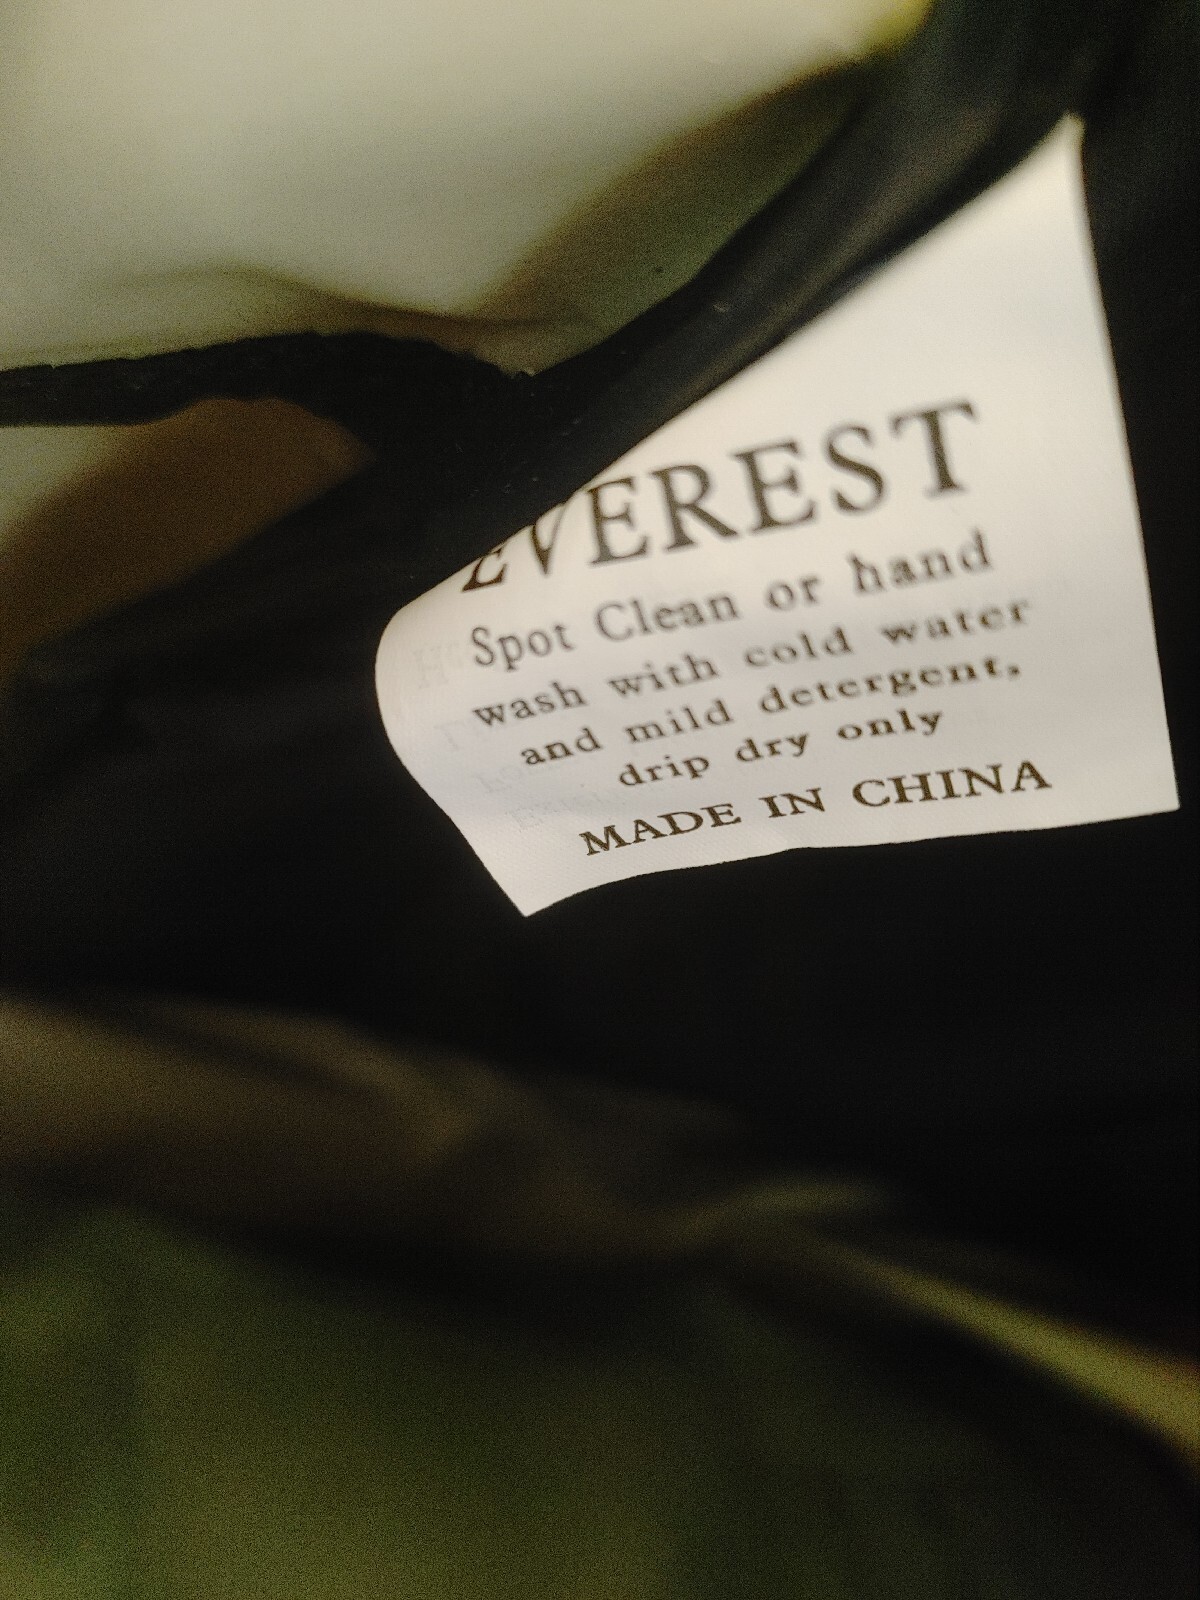 EVEREST
Spot Clean or hand
wash with cold water
and mild detergent,
drip dry only
MADE IN CHINA